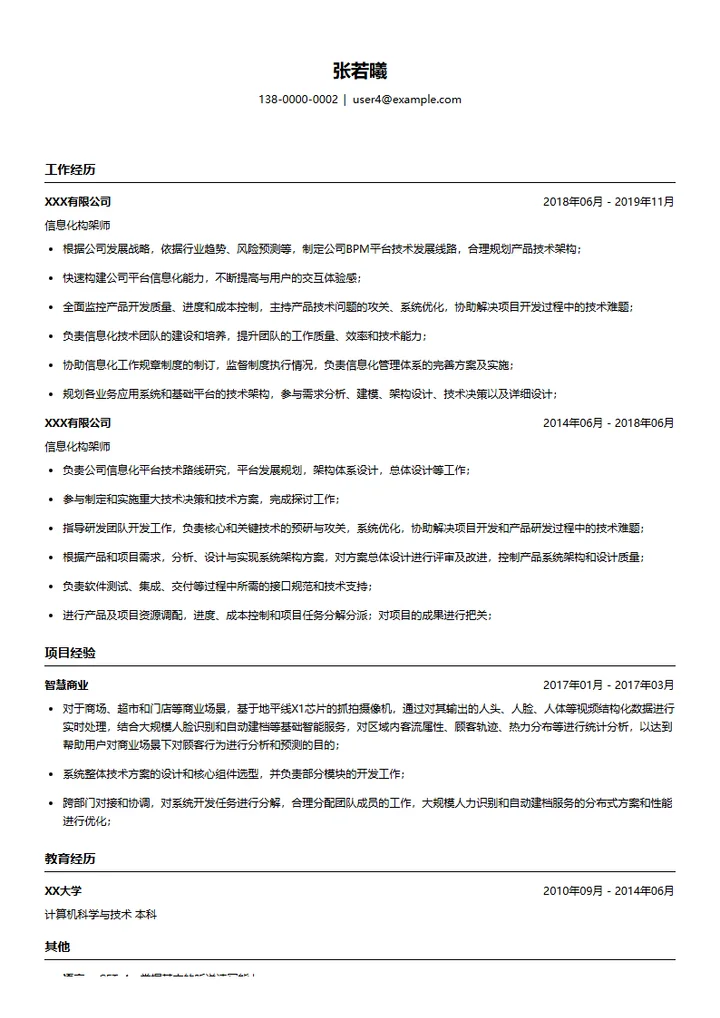 张若曦
138-0000-0002 | user4@example.com
工作经历
XXX有限公司 2018年06月 - 2019年11月
信息化构架师
• 根据公司发展战略，依据行业趋势、风险预测等，制定公司BPM平台技术发展线路，合理规划产品技术架构；
• 快速构建公司平台信息化能力，不断提高与用户的交互体验感；
• 全面监控产品开发质量、进度和成本控制，主持产品技术问题的攻关、系统优化，协助解决项目开发过程中的技术难题；
• 负责信息化技术团队的建设和培养，提升团队的工作质量、效率和技术能力；
• 协助信息化工作规章制度的制订，监督制度执行情况，负责信息化管理体系的完善方案及实施；
• 规划各业务应用系统和基础平台的技术架构，参与需求分析、建模、架构设计、技术决策以及详细设计；
XXX有限公司 2014年06月 - 2018年06月
信息化构架师
• 负责公司信息化平台技术路线研究，平台发展规划，架构体系设计，总体设计等工作；
• 参与制定和实施重大技术决策和技术方案，完成探讨工作；
• 指导研发团队开发工作，负责核心和关键技术的预研与攻关，系统优化，协助解决项目开发和产品研发过程中的技术难题；
• 根据产品和项目需求，分析、设计与实现系统架构方案，对方案总体设计进行评审及改进，控制产品系统架构和设计质量；
• 负责软件测试、集成、交付等过程中所需的接口规范和技术支持；
• 进行产品及项目资源调配，进度、成本控制和项目任务分解分派；对项目的成果进行把关；
项目经验
智慧商业 2017年01月 - 2017年03月
• 对于商场、超市和门店等商业场景，基于地平线X1芯片的抓拍摄像机，通过对其输出的人头、人脸、人体等视频结构化数据进行
实时处理，结合大规模人脸识别和自动建档等基础智能服务，对区域内客流属性、顾客轨迹、热力分布等进行统计分析，以达到
帮助用户对商业场景下对顾客行为进行分析和预测的目的；
• 系统整体技术方案的设计和核心组件选型，并负责部分模块的开发工作；
• 跨部门对接和协调，对系统开发任务进行分解，合理分配团队成员的工作，大规模人力识别和自动建档服务的分布式方案和性能
进行优化；
教育经历
XX大学 2010年09月 - 2014年06月
计算机科学与技术 本科
其他